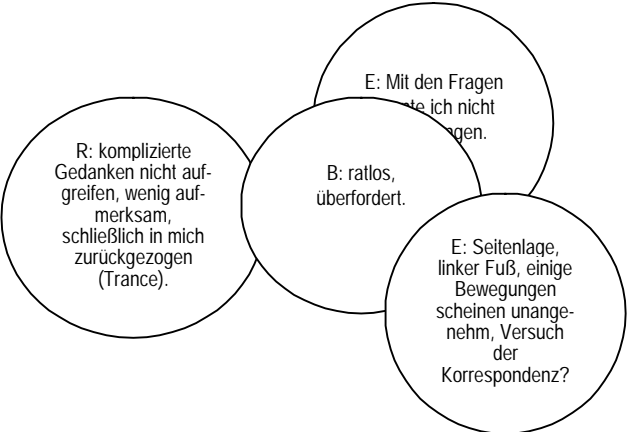 E: Mit den Fragen
ich nicht
R: komplizierte
Gedanken nicht auf-
greifen, wenig auf-
merksam,
schließlich in mich
zurückgezogen
(Trance).
B: ratlos,
überfordert.
E: Seitenlage,
linker Fuß, einige
Bewegungen
scheinen unange-
nehm, Versuch
der
Korrespondenz?